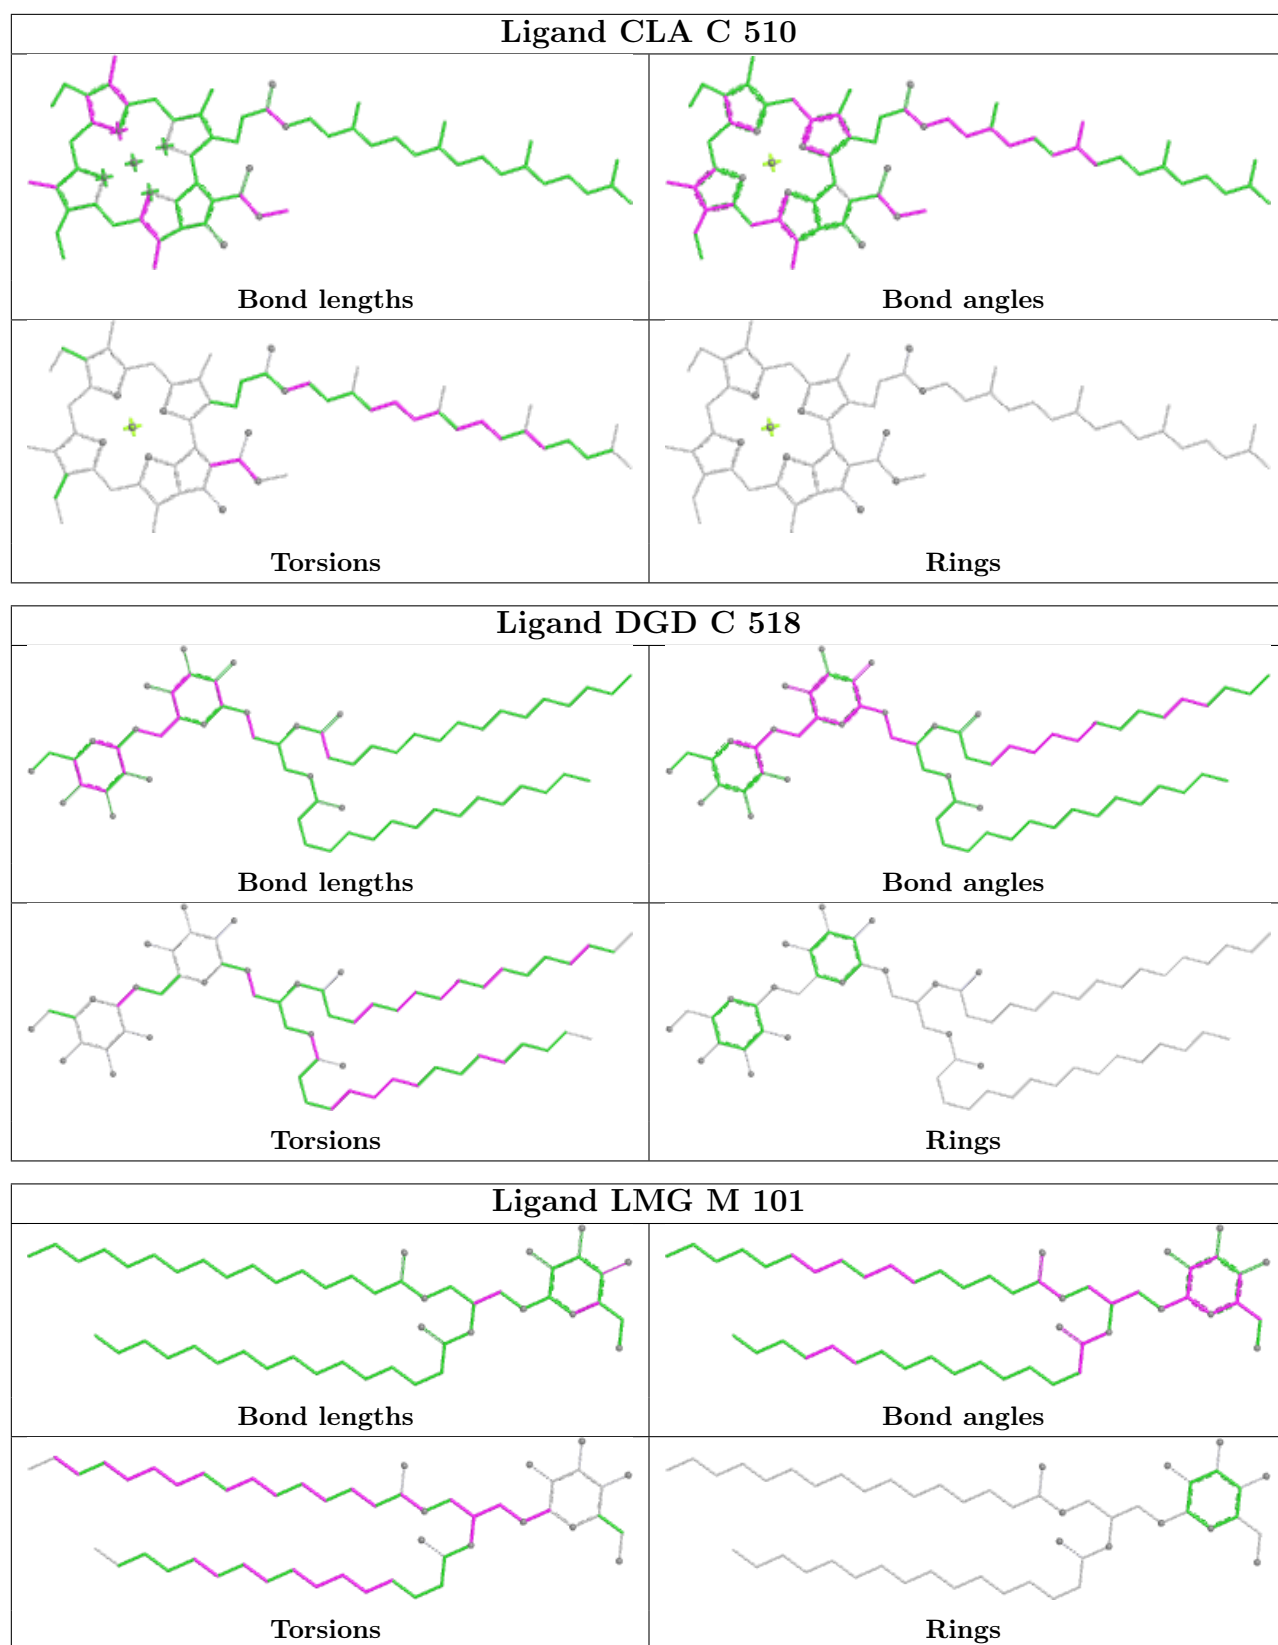 Ligand CLA C 510
Bond lengths
Bond angles
Torsions
Rings
Ligand DGD C 518
Bond lengths
Bond angles
Torsions
Rings
Ligand LMG M 101
Bond lengths
Bond angles
Torsions
Rings